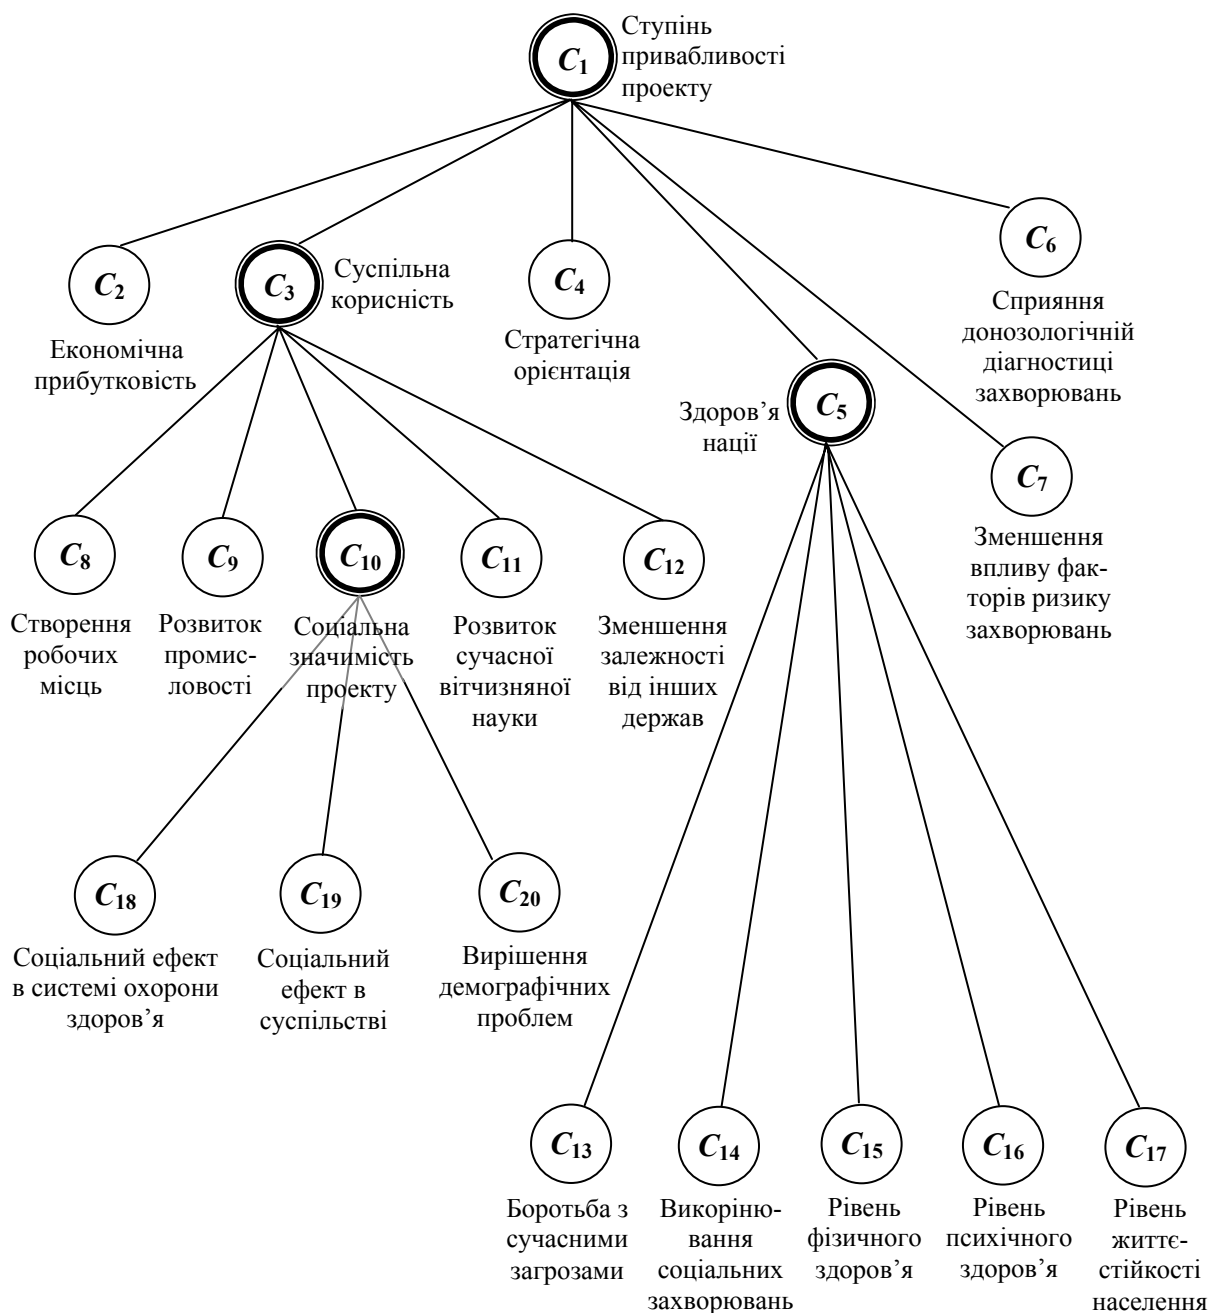 C1
Ступінь
привабливості
проекту
C2
Економічна
прибутковість
C3
Суспільна
корисність
C4
Стратегічна
орієнтація
C5
Здоров’я
нації
C6
Сприяння
донозологічній
діагностиці
захворювань
C7
Зменшення
впливу фак-
торів ризику
захворювань
C8
Створення
робочих
місць
C9
Розвиток
промис-
ловості
C10
Соціальна
значимість
проекту
C11
Розвиток
сучасної
вітчизняної
науки
C12
Зменшення
залежності
від інших
держав
C18
Соціальний ефект
в системі охорони
здоров’я
C19
Соціальний
ефект в
суспільстві
C20
Вирішення
демографічних
проблем
C13
Боротьба з
сучасними
загрозами
C14
Викоріню-
вання
соціальних
захворювань
C15
Рівень
фізичного
здоров’я
C16
Рівень
психічного
здоров’я
C17
Рівень
життє-
стійкості
населення